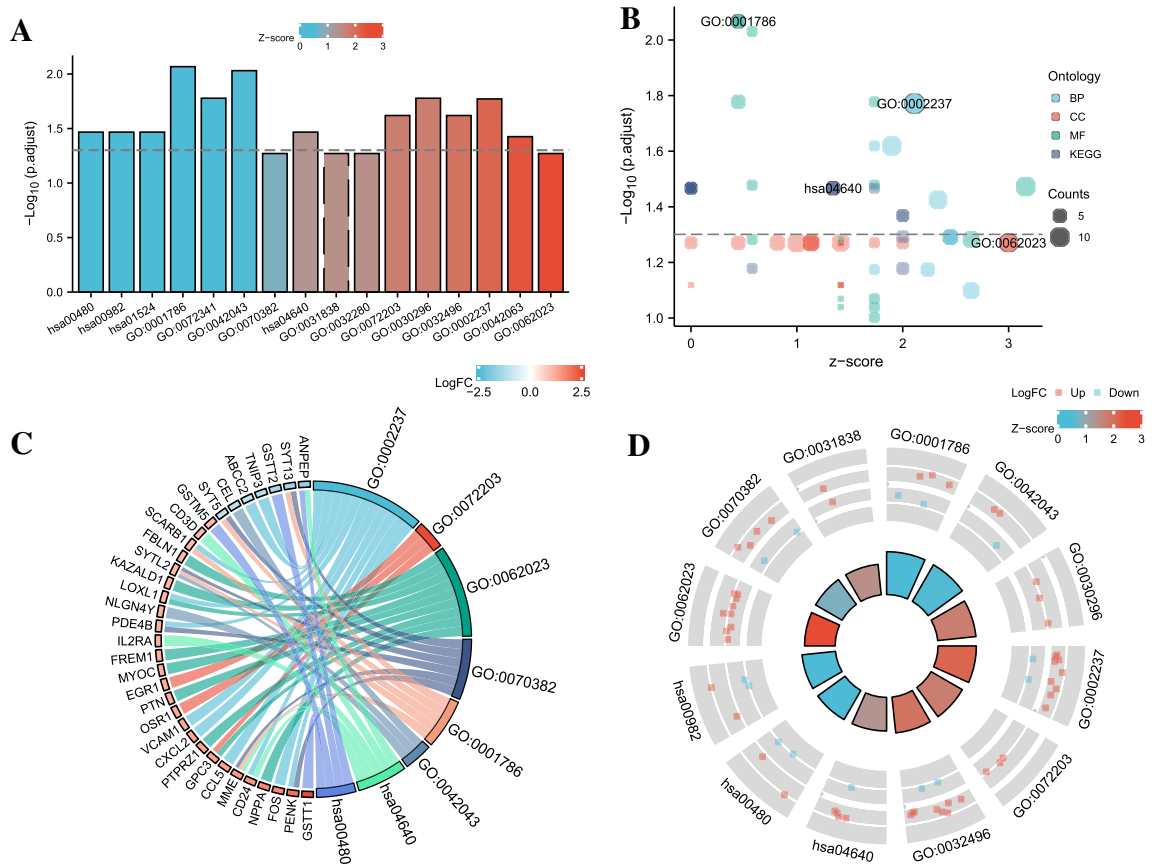 A
Z−score
0 1 2 3
−Log10 (p.adjust)
2.0
1.5
1.0
0.5
0.0
hsa00480
hsa00982
hsa01524
GO:0001786
GO:0072341
GO:0042043
GO:0070382
hsa04640
GO:0031838
GO:0032280
GO:0072203
GO:0030296
GO:0032496
GO:0002237
GO:0042063
GO:0062023
B
−Log10 (p.adjust)
2.0
1.8
1.6
1.4
1.2
1.0
GO:0001786
GO:0002237
hsa04640
GO:0062023
0 1 2 3
z−score
Ontology
BP
CC
MF
KEGG
Counts
5
10
C
LogFC
−2.5 0.0 2.5
GO:0002237
GO:0072203
GO:0062023
GO:0070382
GO:0001786
GO:0042043
hsa04640
hsa00480
ANPEP
SYT13
GSTT2
TNIP3
ABCC2
CEL
SYT5
GSTM5
CD3D
SCARB1
FBLN1
SYTL2
KAZALD1
LOXL1
NLGN4Y
PDE4B
IL2RA
FREM1
MYOC
EGR1
PTN
OSR1
VCAM1
CXCL2
PTPRZ1
GPC3
CCL5
MME
CD24
NPPA
FOS
PENK
GSTT1
D
LogFC Up Down
Z−score
0 1 2 3
GO:0001786
GO:0042043
GO:0030296
GO:0002237
GO:0072203
GO:0032496
hsa04640
hsa00480
hsa00982
GO:0062023
GO:0070382
GO:0031838